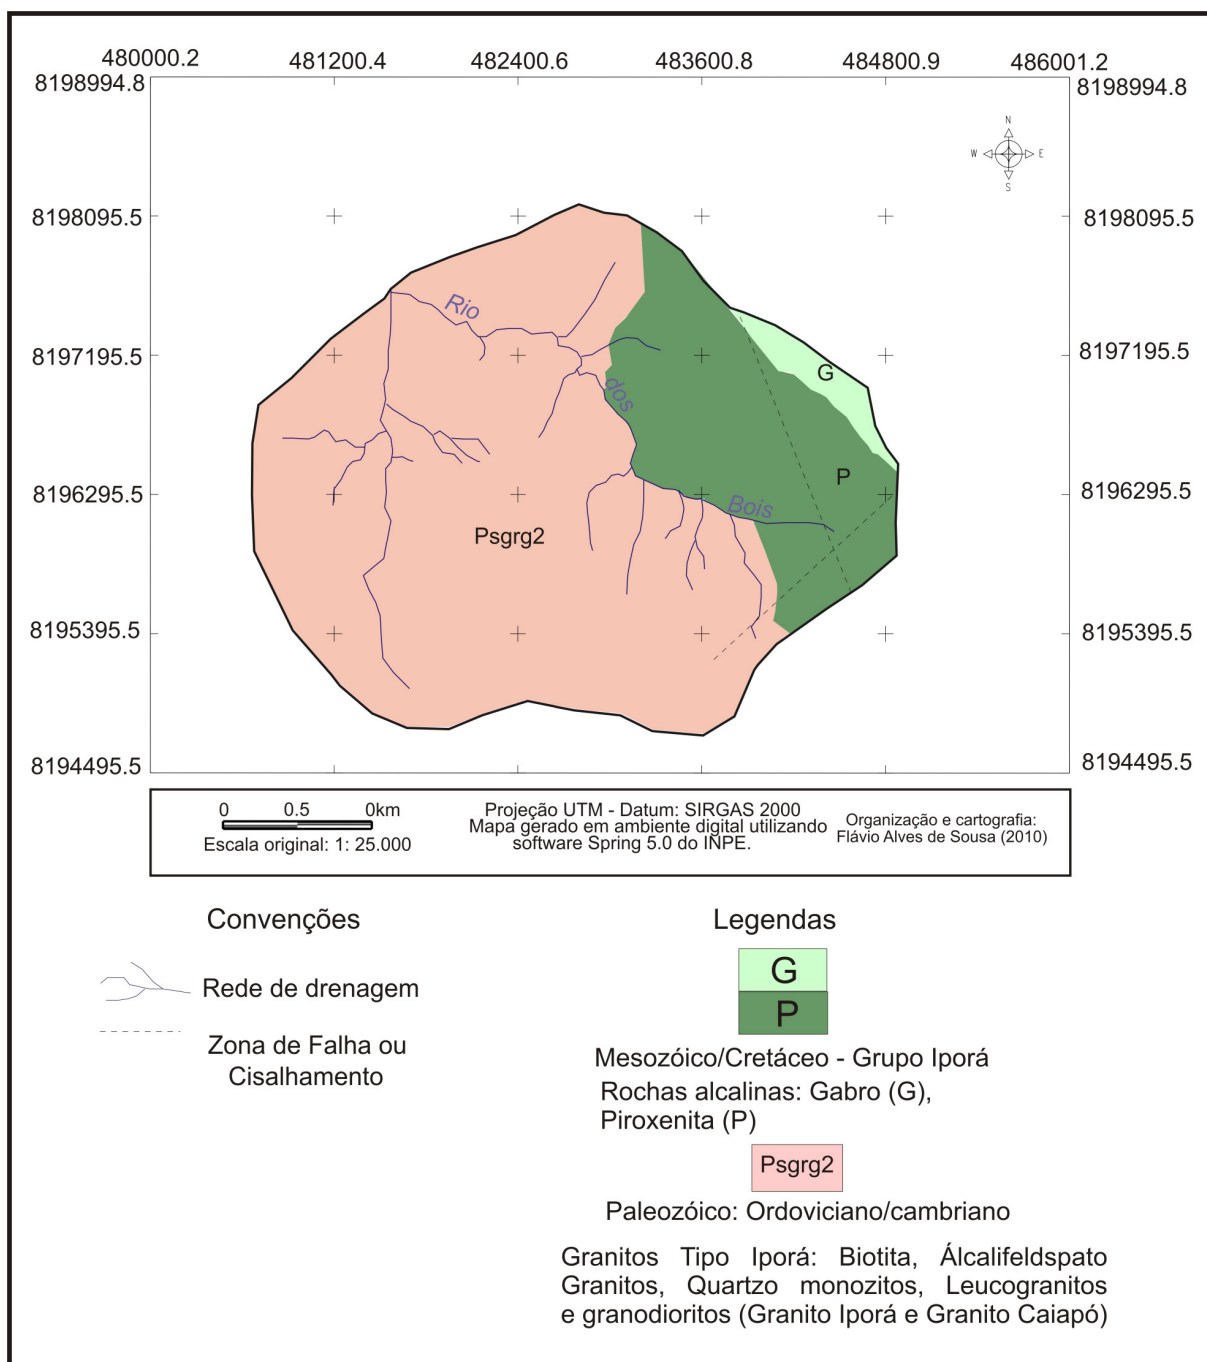 480000.2 481200.4 482400.6 483600.8 484800.9 486001.2
8198994.8 8198994.8
N
W E
S
8198095.5 8198095.5
Rio
8197195.5 8197195.5
G
dos
P
8196295.5 8196295.5
Bois
Psgrg2
8195395.5 8195395.5
8194495.5 8194495.5
0 0.5 0km
Escala original: 1: 25.000
Projeção UTM - Datum: SIRGAS 2000
Mapa gerado em ambiente digital utilizando
software Spring 5.0 do INPE.
Organização e cartografia:
Flávio Alves de Sousa (2010)
Convenções
Rede de drenagem
Zona de Falha ou
Cisalhamento
Legendas
G
P
Mesozóico/Cretáceo - Grupo Iporá
Rochas alcalinas: Gabro (G),
Piroxenita (P)
Psgrg2
Paleozóico: Ordoviciano/cambriano
Granitos Tipo Iporá: Biotita, Álcalifeldspato
Granitos, Quartzo monozitos, Leucogranitos
e granodioritos (Granito Iporá e Granito Caiapó)